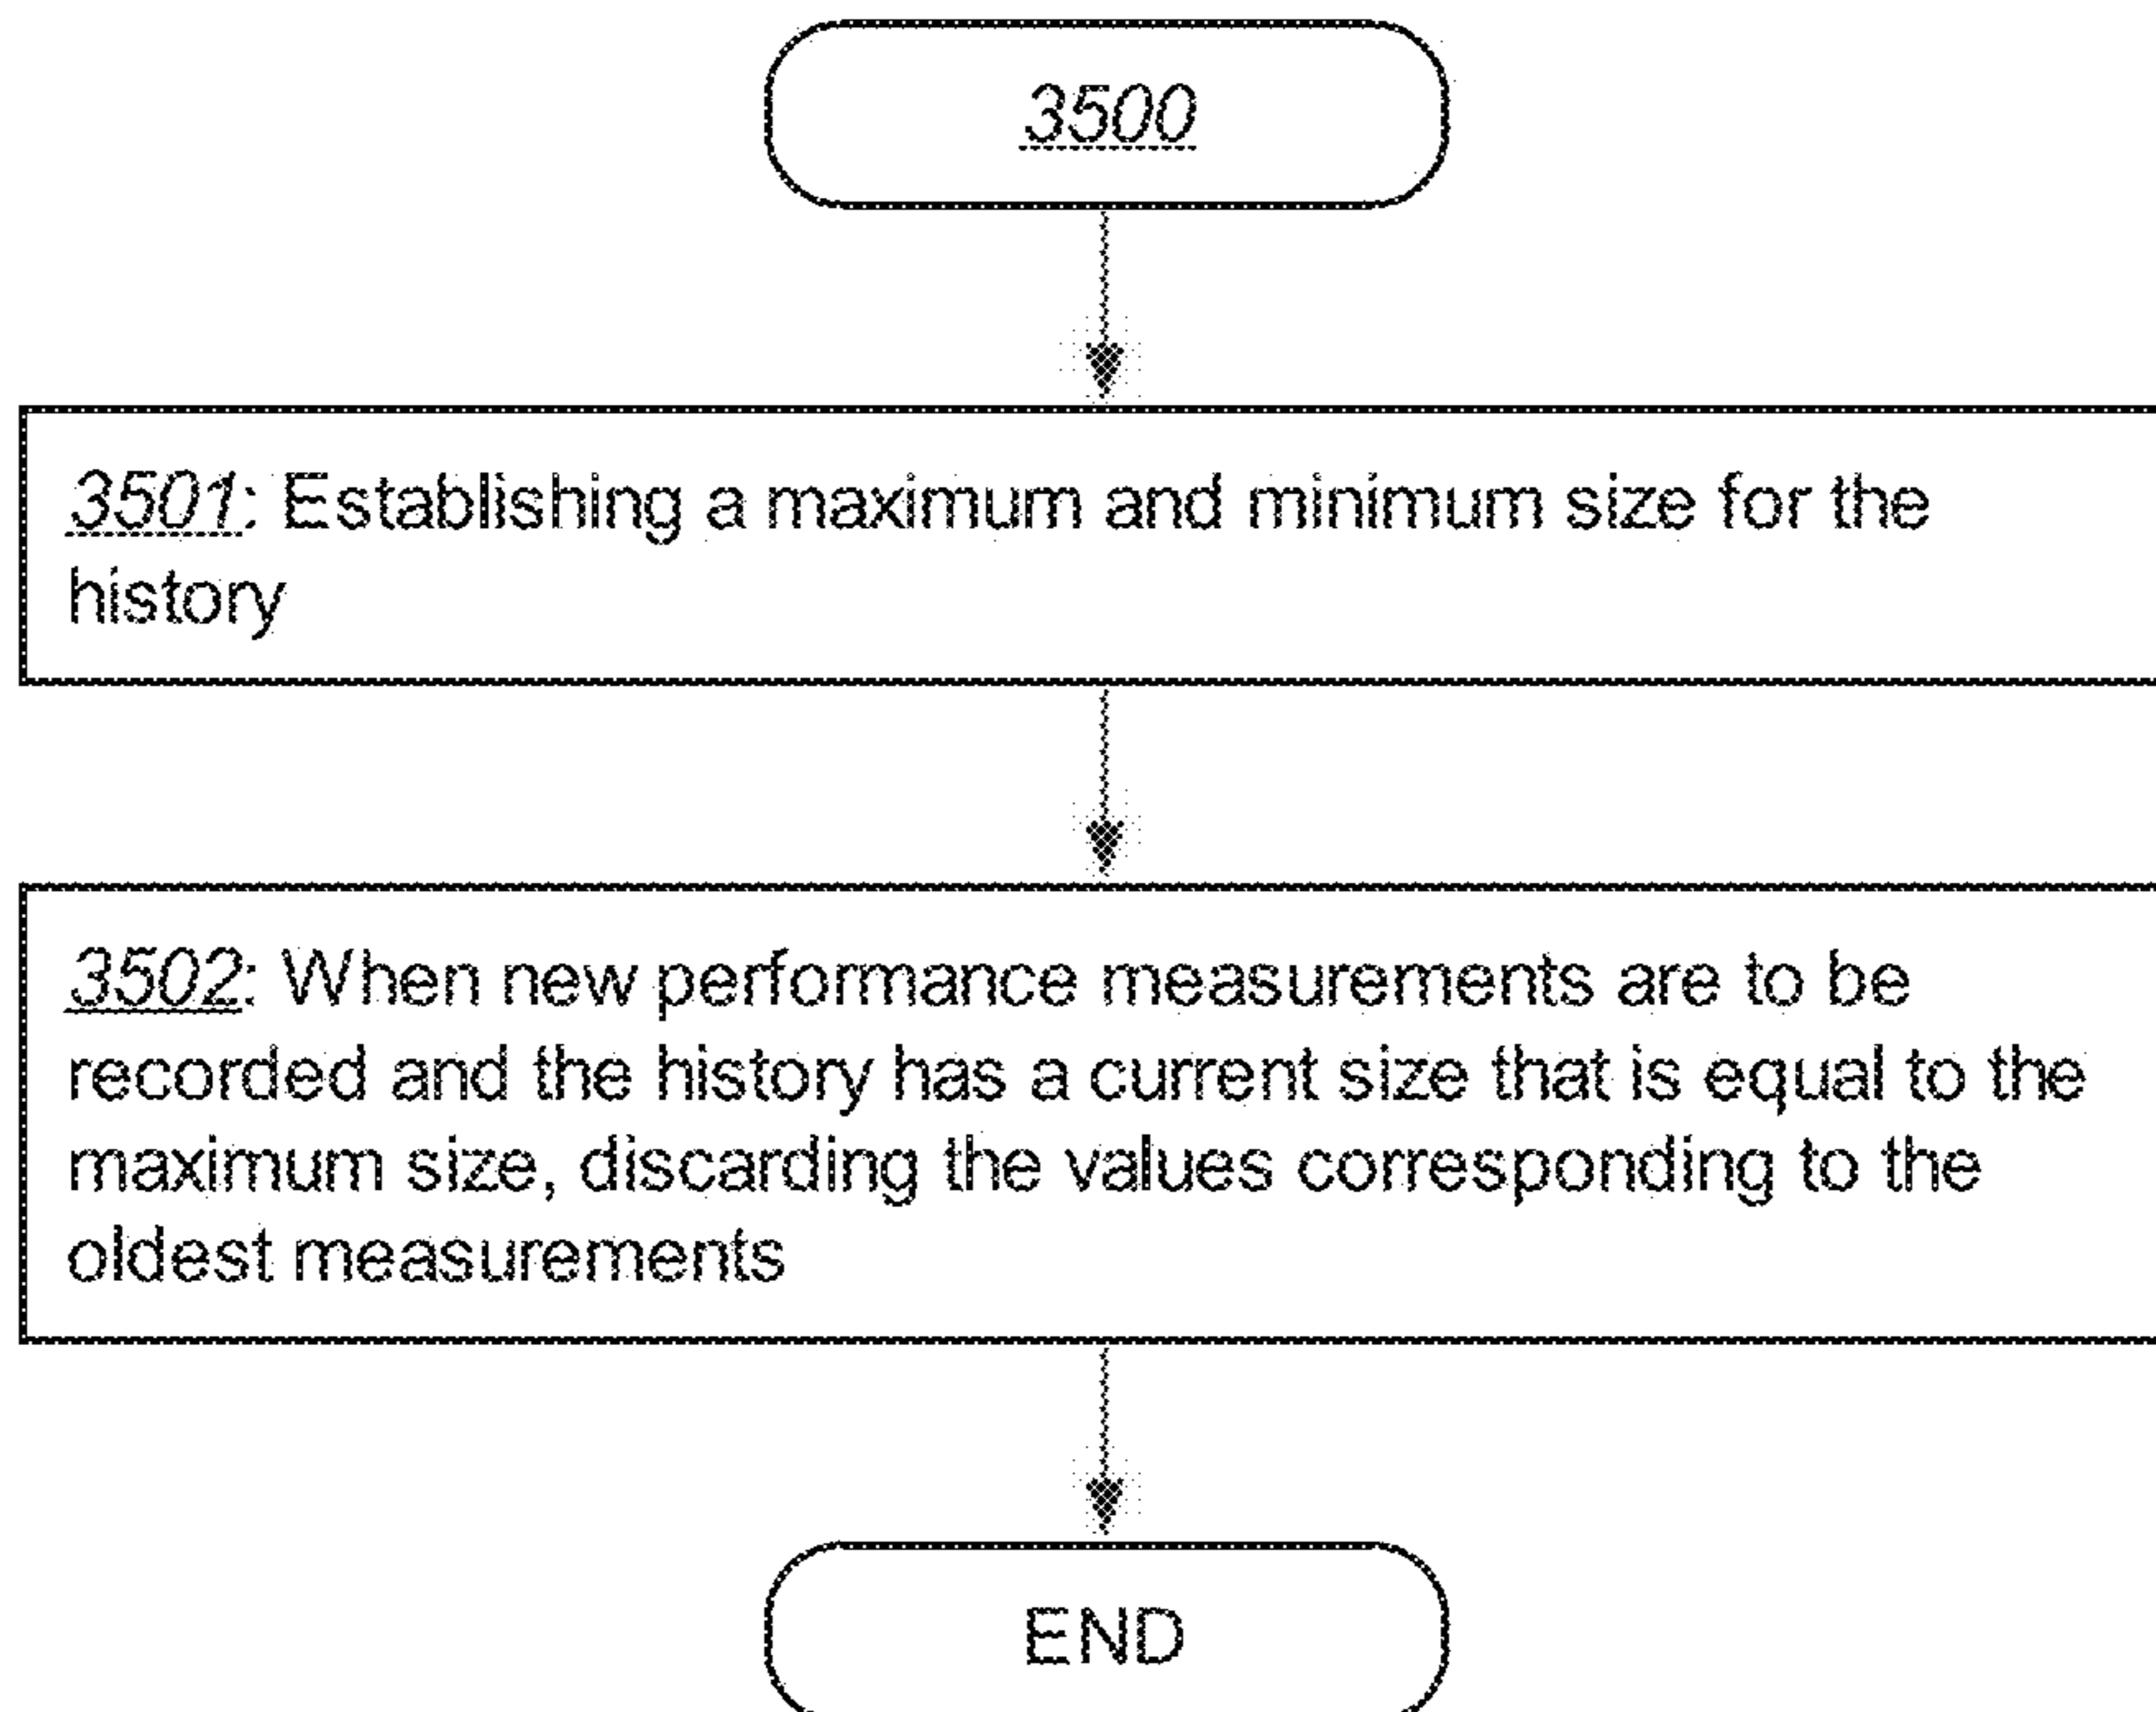 3500
3501: Establishing a maximum and minimum size for the
history
3502: When new performance measurements are to be
recorded and the history has a current size that is equal to the
maximum size, discarding the values corresponding to the
oldest measurements
END